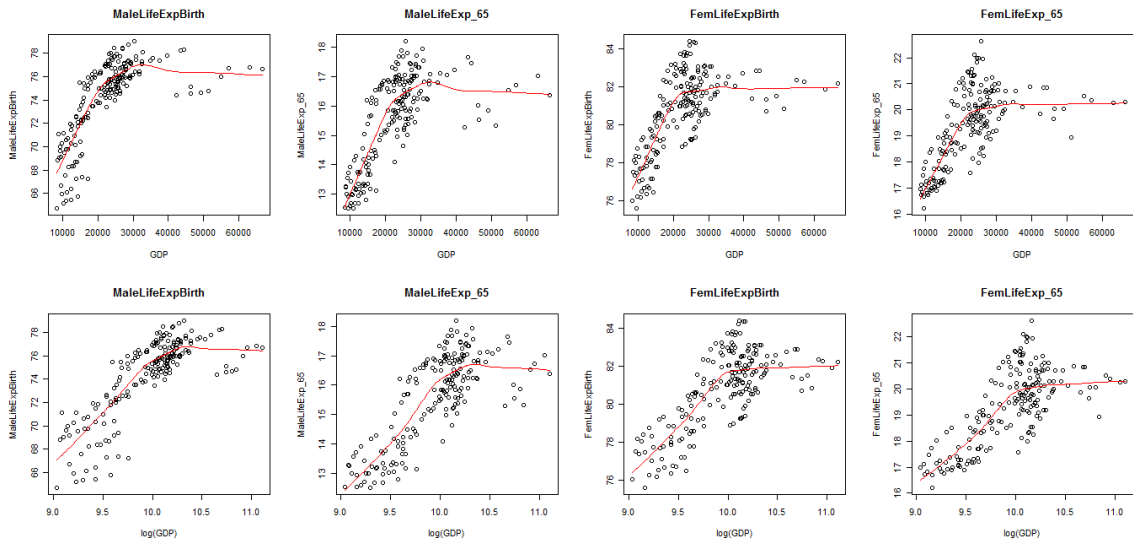 MaleLifeExpBirth
MaleLifeExp_65
FemLifeExpBirth
FemLifeExp_65
MaleLifeExpBirth
66 68 70 72 74 76 78
10000 20000 30000 40000 50000 60000
GDP
MaleLifeExp_65
13 14 15 16 17 18
10000 20000 30000 40000 50000 60000
GDP
FemLifeExpBirth
76 78 80 82 84
10000 20000 30000 40000 50000 60000
GDP
FemLifeExp_65
16 17 18 19 20 21 22
10000 20000 30000 40000 50000 60000
GDP
MaleLifeExpBirth
MaleLifeExp_65
FemLifeExpBirth
FemLifeExp_65
MaleLifeExpBirth
66 68 70 72 74 76 78
9.0 9.5 10.0 10.5 11.0
log(GDP)
MaleLifeExp_65
13 14 15 16 17 18
9.0 9.5 10.0 10.5 11.0
log(GDP)
FemLifeExpBirth
76 78 80 82 84
9.0 9.5 10.0 10.5 11.0
log(GDP)
FemLifeExp_65
16 17 18 19 20 21 22
9.0 9.5 10.0 10.5 11.0
log(GDP)